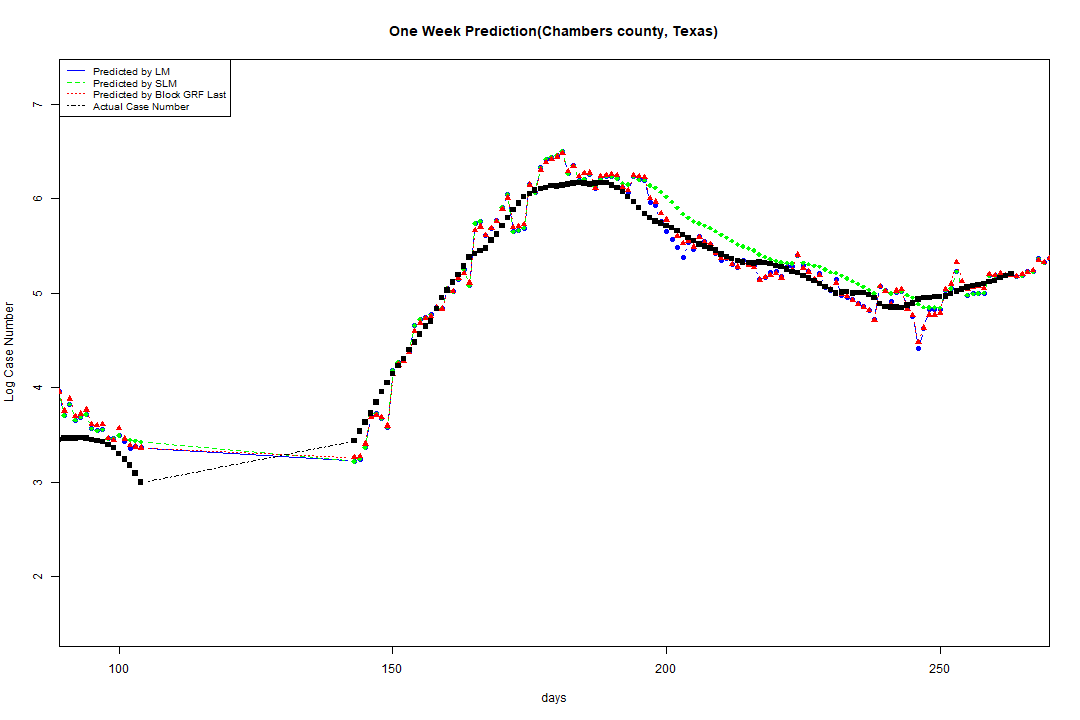 One Week Prediction(Chambers county, Texas)
Predicted by LM
Predicted by SLM
Predicted by Block GRF Last
Actual Case Number
7
6
5
4
3
2
Log Case Number
100 150 200 250
days